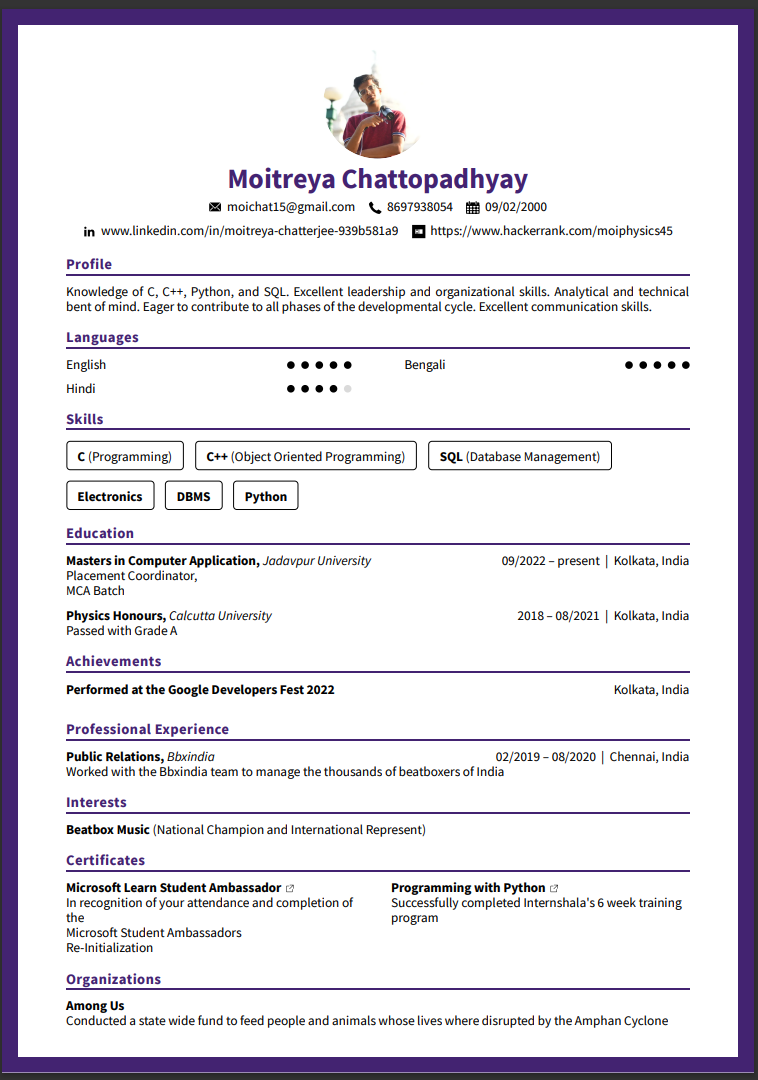 Moitreya Chattopadhyay
moichat15@gmail.com 8697938054 09/02/2000
in www.linkedin.com/in/moitreya-chatterjee-939b581a9 https://www.hackerrank.com/moiphysics45
Profile
Knowledge of C, C++, Python, and SQL. Excellent leadership and organizational skills. Analytical and technical
bent of mind. Eager to contribute to all phases of the developmental cycle. Excellent communication skills.
Languages
English Bengali
Hindi
Skills
C (Programming) C++ (Object Oriented Programming) SQL (Database Management)
Electronics DBMS Python
Education
Masters in Computer Application, Jadavpur University 09/2022 – present | Kolkata, India
Placement Coordinator,
MCA Batch
Physics Honours, Calcutta University 2018 – 08/2021 | Kolkata, India
Passed with Grade A
Achievements
Performed at the Google Developers Fest 2022 Kolkata, India
Professional Experience
Public Relations, Bbxindia 02/2019 – 08/2020 | Chennai, India
Worked with the Bbxindia team to manage the thousands of beatboxers of India
Interests
Beatbox Music (National Champion and International Represent)
Certificates
Microsoft Learn Student Ambassador
In recognition of your attendance and completion of
the
Microsoft Student Ambassadors
Re-Initialization
Programming with Python
Successfully completed Internshala's 6 week training
program
Organizations
Among Us
Conducted a state wide fund to feed people and animals whose lives where disrupted by the Amphan Cyclone